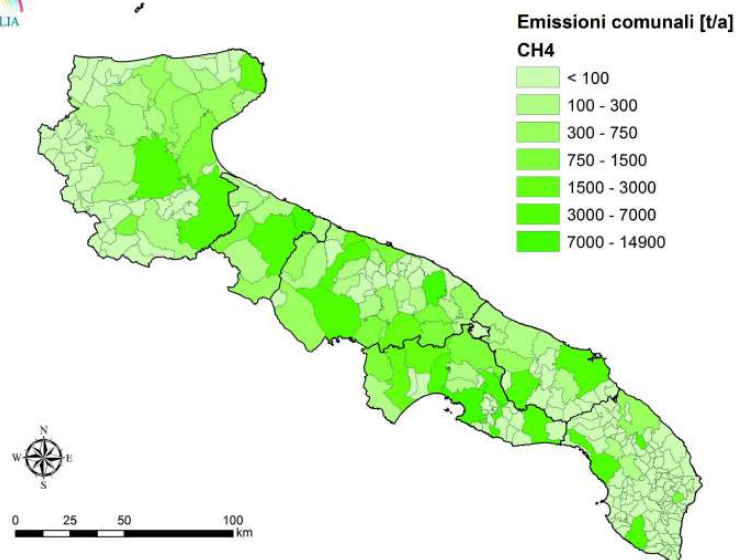 LIA
Emissioni comunali [t/a]
CH4
< 100
100 - 300
300 - 750
750 - 1500
1500 - 3000
3000 - 7000
7000 - 14900
N
W E
S
0 25 50 100
km